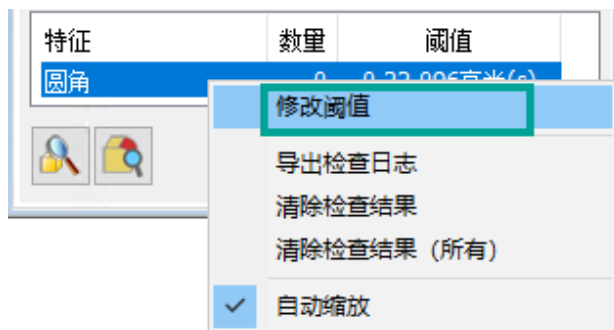 特征 数量 阈值
圆角
修改阈值
导出检查日志
清除检查结果
清除检查结果（所有）
自动缩放